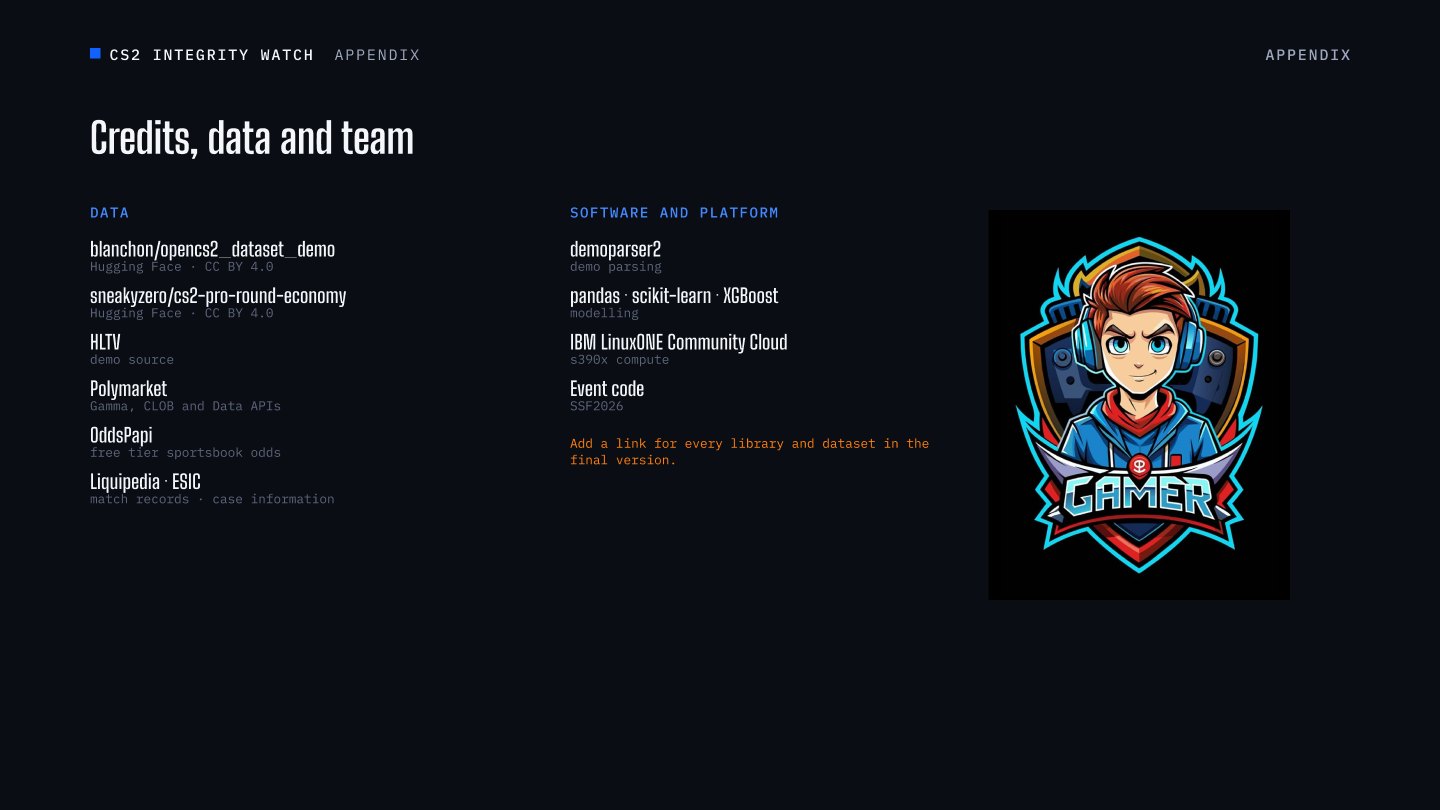 CS2 INTEGRITY WATCH APPENDIX
APPENDIX
Credits, data and team
DATA
blanchon/opencs2_dataset_demo
Hugging Face · CC BY 4.0
sneakyzero/cs2-pro-round-economy
Hugging Face · CC BY 4.0
HLTV
demo source
Polymarket
Gamma, CLOB and Data APIs
OddsPapi
free tier sportsbook odds
Liquipedia · ESIC
match records · case information
SOFTWARE AND PLATFORM
demoparser2
demo parsing
pandas · scikit-learn · XGBoost
modelling
IBM LinuxONE Community Cloud
s390x compute
Event code
SSF2026
Add a link for every library and dataset in the
final version.
GAMER